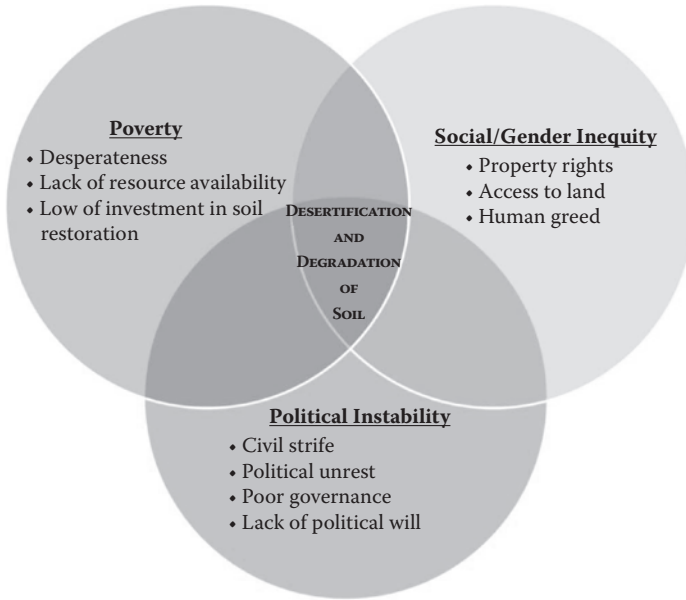 Poverty
• Desperateness
• Lack of resource availability
• Low of investment in soil
restoration
Social/Gender Inequity
• Property rights
• Access to land
• Human greed
Desertification
and
Degradation
of
Soil
Political Instability
• Civil strife
• Political unrest
• Poor governance
• Lack of political will